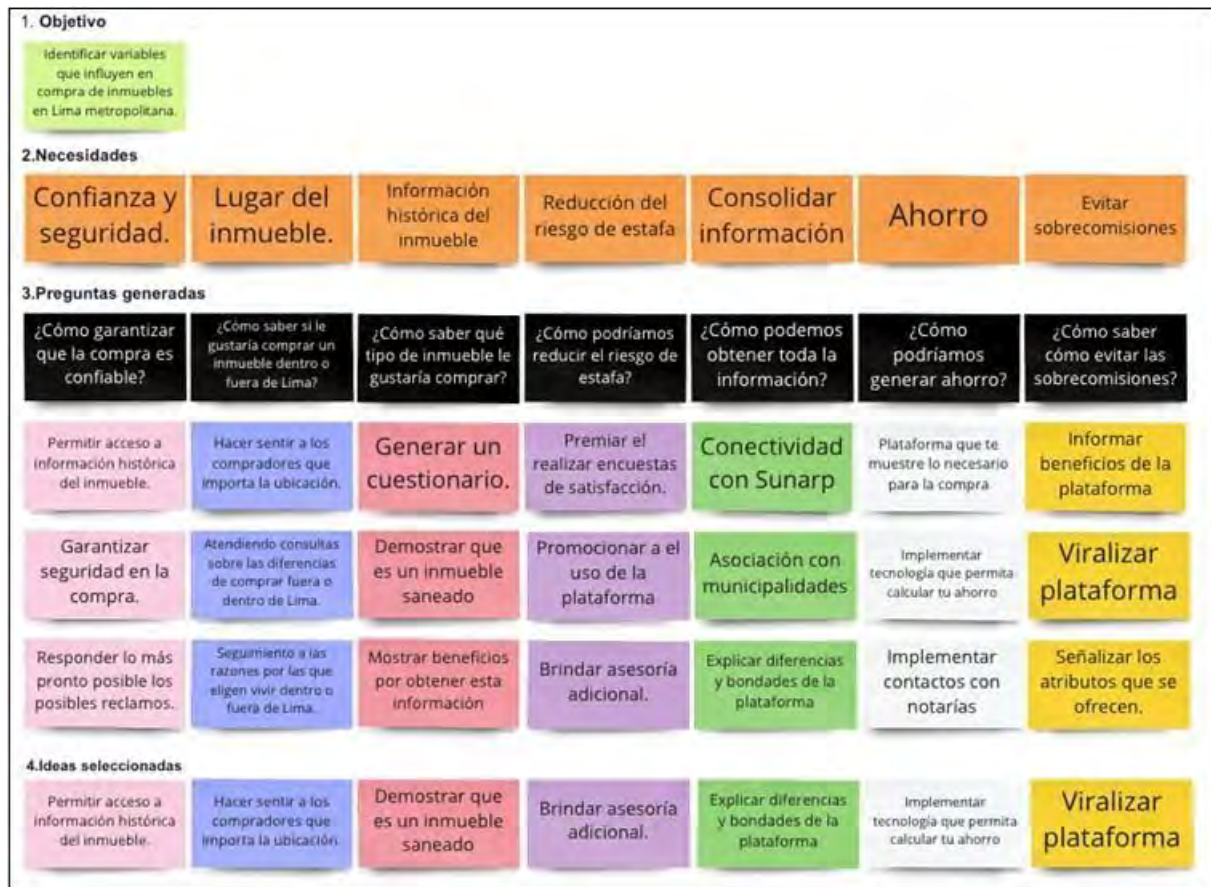 1. Objetivo
Identificar variables
que influyen en
compra de inmuebles
en Lima metropolitana.
2.Necesidades
Confianza y
seguridad.
Lugar del
inmueble.
Información
histórica del
inmueble
Reducción del
riesgo de estafa
Consolidar
información
Ahorro
Evitar
sobrecomisiones
3.Preguntas generadas
¿Cómo garantizar
que la compra es
confiable?
¿Cómo saber si le
gustaría comprar un
inmueble dentro o
fuera de Lima?
¿Cómo saber qué
tipo de inmueble le
gustaría comprar?
¿Cómo podríamos
reducir el riesgo de
estafa?
¿Cómo podemos
obtener toda la
información?
¿Cómo
podríamos
generar ahorro?
¿Cómo saber
cómo evitar las
sobrecomisiones?
Permitir acceso a
información histórica
del inmueble.
Hacer sentir a los
compradores que
importa la ubicación.
Generar un
cuestionario.
Premiar el
realizar encuestas
de satisfacción.
Conectividad
con Sunarp
Plataforma que te
muestre lo necesario
para la compra
Informar
beneficios de la
plataforma
Garantizar
seguridad en la
compra.
Atendiendo consultas
sobre las diferencias
de comprar fuera o
dentro de Lima.
Demostrar que
es un inmueble
saneado
Promocionar a el
uso de la
plataforma
Asociación con
municipalidades
Implementar
tecnología que permita
calcular tu ahorro
Viralizar
plataforma
Responder lo más
pronto posible los
posibles reclamos.
Seguimiento a las
razones por las que
eligen vivir dentro o
fuera de Lima.
Mostrar beneficios
por obtener esta
información
Brindar asesoría
adicional.
Explicar diferencias
y bondades de la
plataforma
Implementar
contactos con
notarías
Señalizar los
atributos que se
ofrecen.
4.Ideas seleccionadas
Permitir acceso a
información histórica
del inmueble.
Hacer sentir a los
compradores que
importa la ubicación.
Demostrar que
es un inmueble
saneado
Brindar asesoría
adicional.
Explicar diferencias
y bondades de la
plataforma
Implementar
tecnología que permita
calcular tu ahorro
Viralizar
plataforma